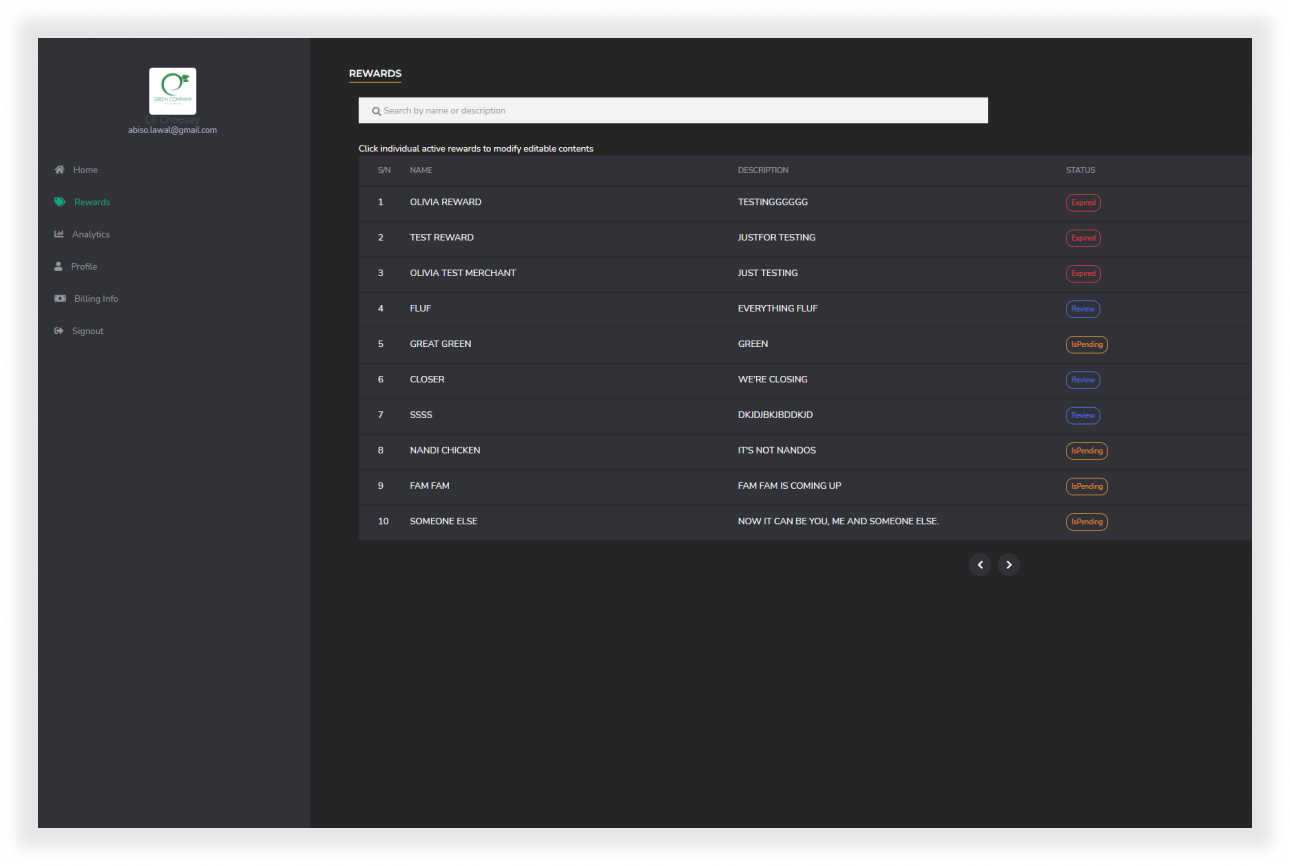 GREEN COMPANY
Lil Choosey
abiso.lawal@gmail.com
Home
Rewards
Analytics
Profile
Billing Info
Signout
REWARDS
Search by name or description
Click individual active rewards to modify editable contents
S/N NAME DESCRIPTION STATUS
1 OLIVIA REWARD TESTINGGGGGG Expired
2 TEST REWARD JUSTFOR TESTING Expired
3 OLIVIA TEST MERCHANT JUST TESTING Expired
4 FLUF EVERYTHING FLUF Review
5 GREAT GREEN GREEN IsPending
6 CLOSER WE'RE CLOSING Review
7 SSSS DKJDJBKJBDDKJD Review
8 NANDI CHICKEN IT'S NOT NANDOS IsPending
9 FAM FAM FAM FAM IS COMING UP IsPending
10 SOMEONE ELSE NOW IT CAN BE YOU, ME AND SOMEONE ELSE. IsPending